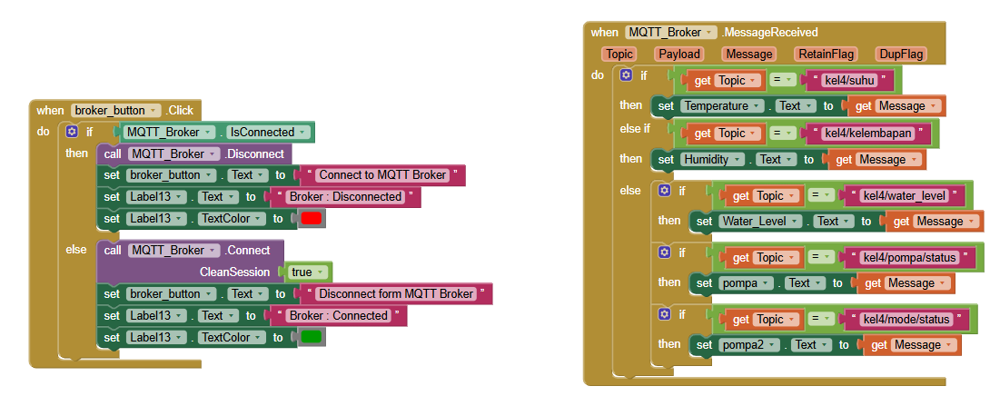 when broker_button .Click
do if MQTT_Broker . IsConnected
then call MQTT_Broker .Disconnect
set broker_button . Text to “ Connect to MQTT Broker ”
set Label13 . Text to “ Broker : Disconnected ”
set Label13 . TextColor to
else call MQTT_Broker .Connect
CleanSession true
set broker_button . Text to “ Disconnect form MQTT Broker ”
set Label13 . Text to “ Broker : Connected ”
set Label13 . TextColor to
when MQTT_Broker .MessageReceived
Topic Payload Message RetainFlag DupFlag
do if get Topic = “ kel4/suhu ”
then set Temperature . Text to get Message
else if get Topic = “ kel4/kelembapan ”
then set Humidity . Text to get Message
else if get Topic = “ kel4/water_level ”
then set Water_Level . Text to get Message
if get Topic = “ kel4/pompa/status ”
then set pompa . Text to get Message
if get Topic = “ kel4/mode/status ”
then set pompa2 . Text to get Message